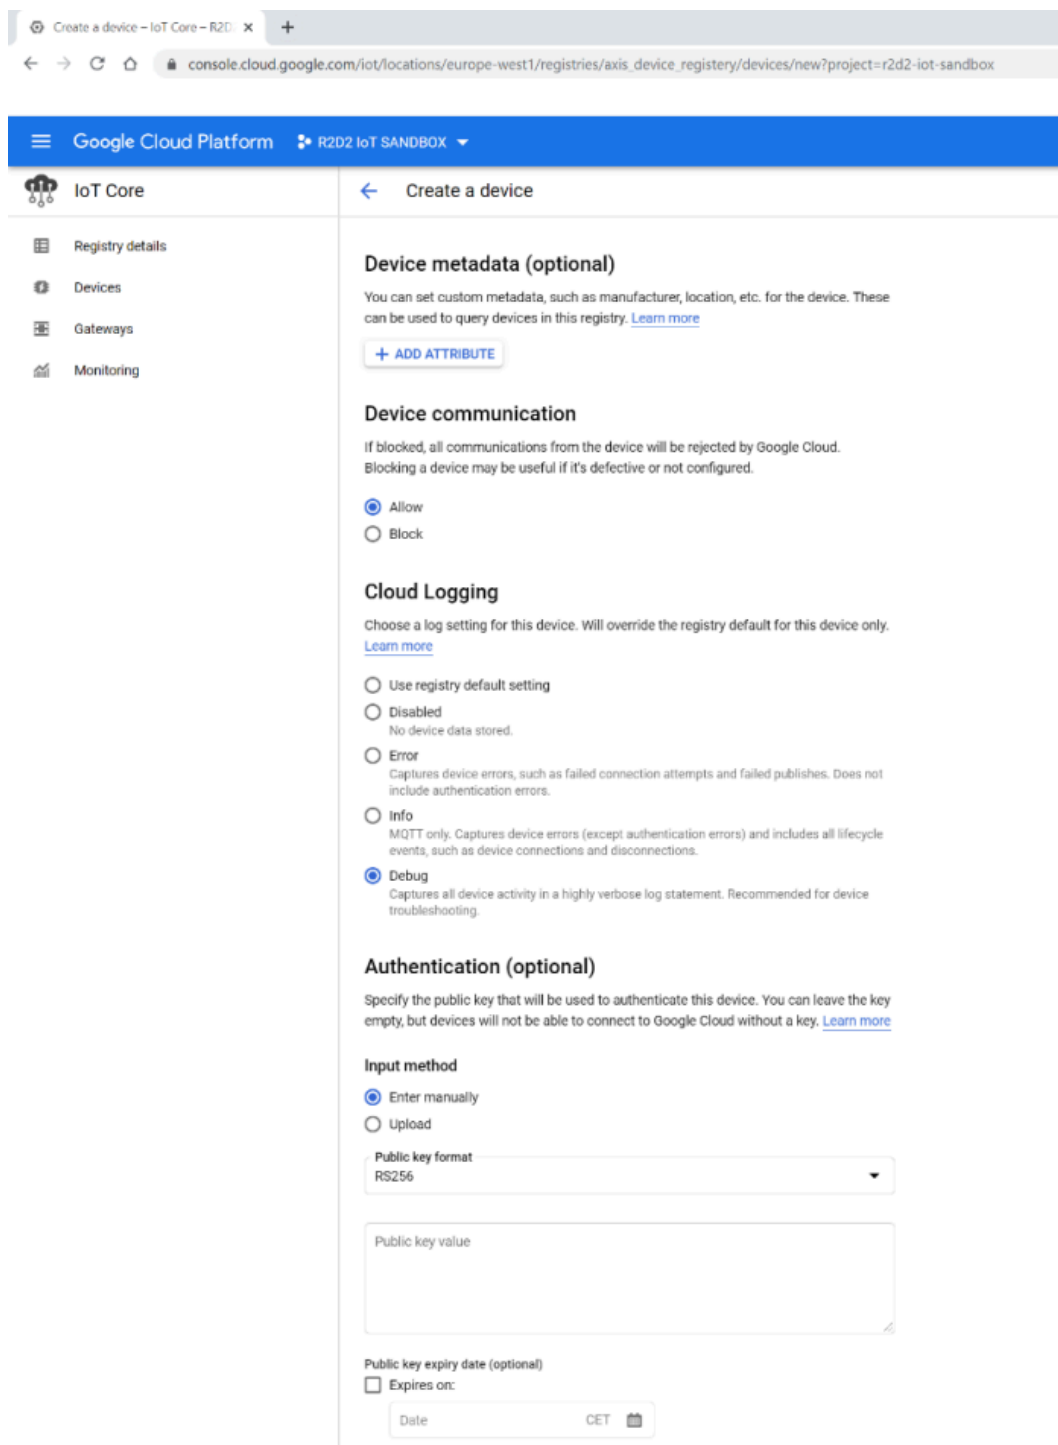 Create a device – IoT Core – R2D
console.cloud.google.com/iot/locations/europe-west1/registries/axis_device_registery/devices/new?project=r2d2-iot-sandbox
Google Cloud Platform R2D2 IoT SANDBOX
IoT Core
Create a device
Registry details
Devices
Gateways
Monitoring
Device metadata (optional)
You can set custom metadata, such as manufacturer, location, etc. for the device. These
can be used to query devices in this registry. Learn more
+ ADD ATTRIBUTE
Device communication
If blocked, all communications from the device will be rejected by Google Cloud.
Blocking a device may be useful if it's defective or not configured.
Allow
Block
Cloud Logging
Choose a log setting for this device. Will override the registry default for this device only.
Learn more
Use registry default setting
Disabled
No device data stored.
Error
Captures device errors, such as failed connection attempts and failed publishes. Does not
include authentication errors.
Info
MQTT only. Captures device errors (except authentication errors) and includes all lifecycle
events, such as device connections and disconnections.
Debug
Captures all device activity in a highly verbose log statement. Recommended for device
troubleshooting.
Authentication (optional)
Specify the public key that will be used to authenticate this device. You can leave the key
empty, but devices will not be able to connect to Google Cloud without a key. Learn more
Input method
Enter manually
Upload
Public key format
RS256
Public key value
Public key expiry date (optional)
Expires on:
Date CET